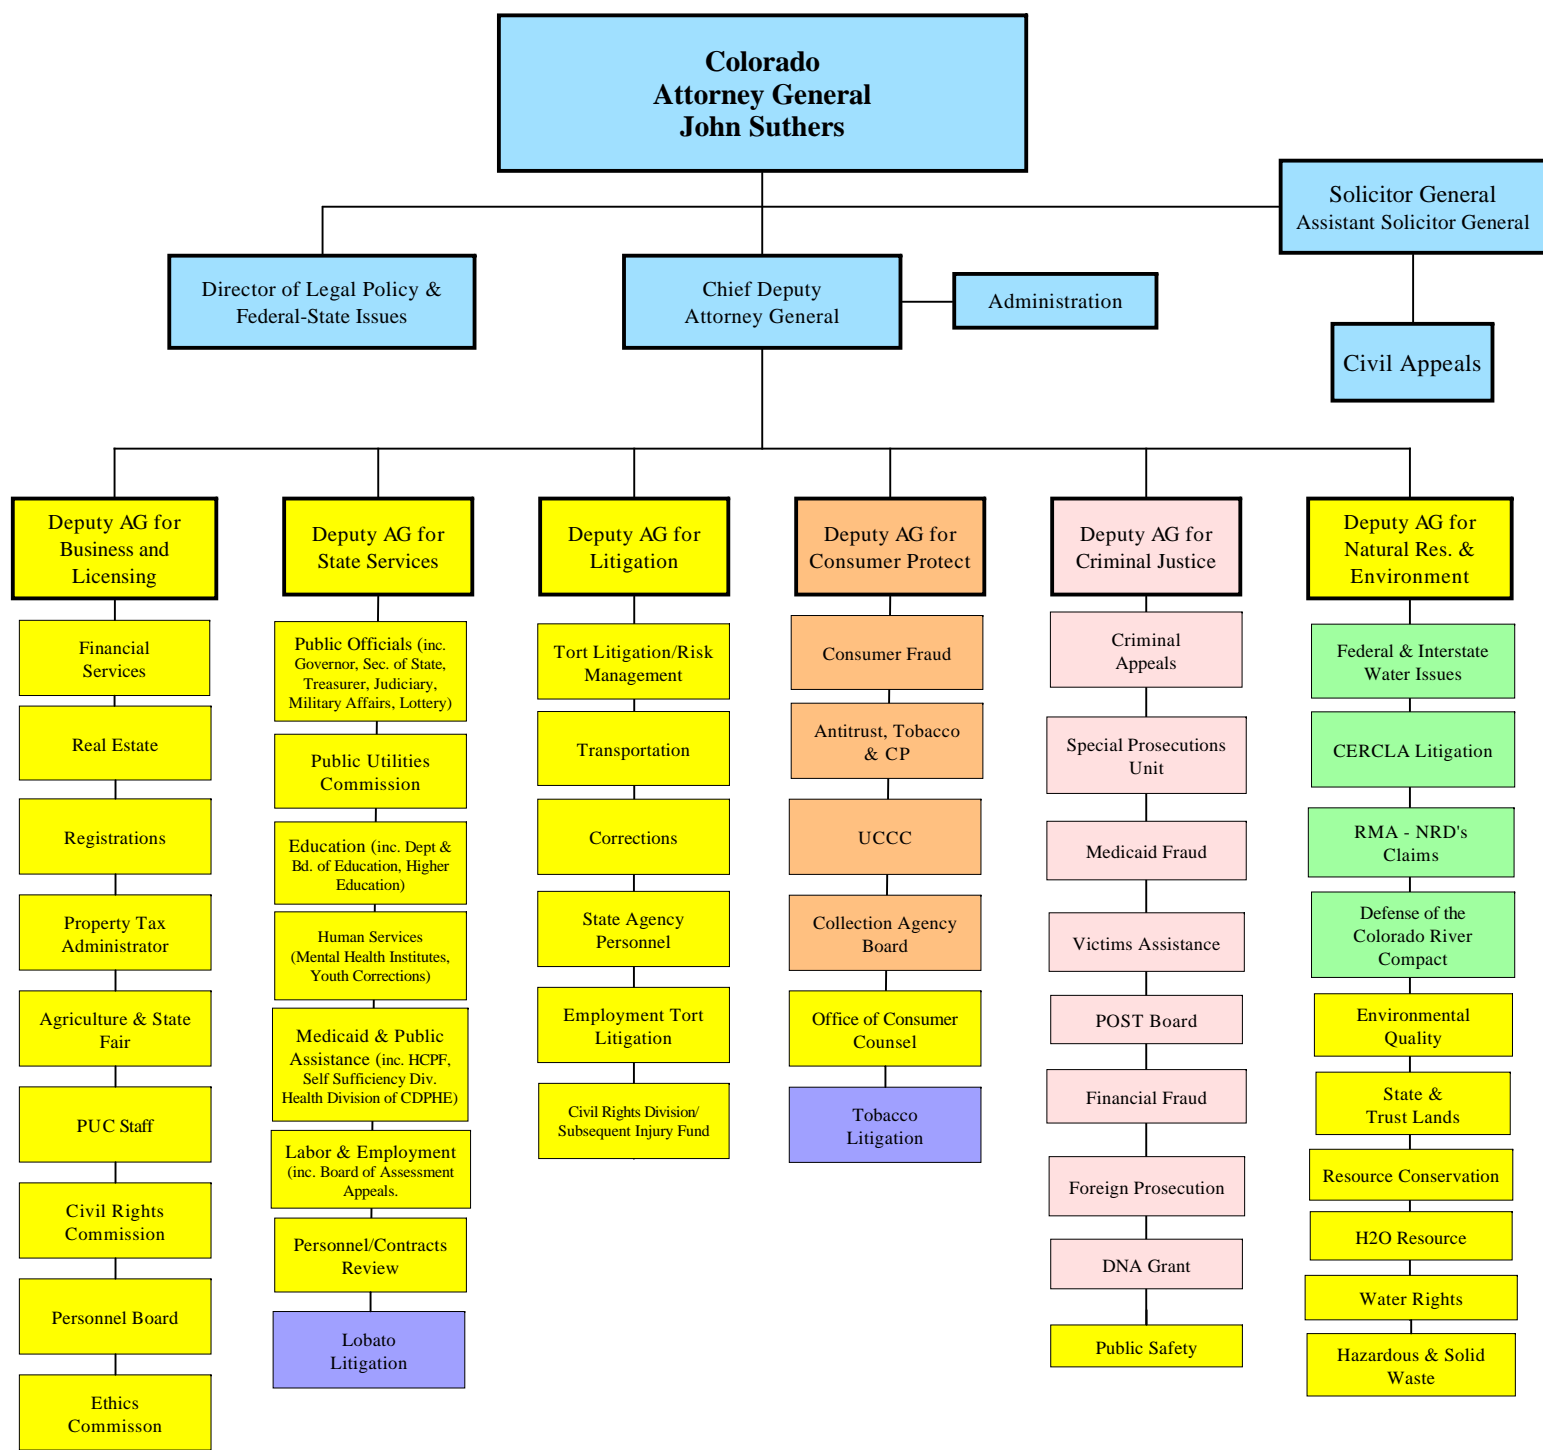 Colorado
Attorney General
John Suthers
Solicitor General
Assistant Solicitor General
Director of Legal Policy &
Federal-State Issues
Chief Deputy
Attorney General
Administration
Civil Appeals
Deputy AG for
Business and
Licensing
Financial
Services
Real Estate
Registrations
Property Tax
Administrator
Agriculture & State
Fair
PUC Staff
Civil Rights
Commission
Personnel Board
Ethics
Commisson
Deputy AG for
State Services
Public Officials (inc.
Governor, Sec. of State,
Treasurer, Judiciary,
Military Affairs, Lottery)
Public Utilities
Commission
Education (inc. Dept &
Bd. of Education, Higher
Education)
Human Services
(Mental Health Institutes,
Youth Corrections)
Medicaid & Public
Assistance (inc. HCPF,
Self Sufficiency Div.
Health Division of CDPHE)
Labor & Employment
(inc. Board of Assessment
Appeals.
Personnel/Contracts
Review
Lobato
Litigation
Deputy AG for
Litigation
Tort Litigation/Risk
Management
Transportation
Corrections
State Agency
Personnel
Employment Tort
Litigation
Civil Rights Division/
Subsequent Injury Fund
Deputy AG for
Consumer Protect
Consumer Fraud
Antitrust, Tobacco
& CP
UCCC
Collection Agency
Board
Office of Consumer
Counsel
Tobacco
Litigation
Deputy AG for
Criminal Justice
Criminal
Appeals
Special Prosecutions
Unit
Medicaid Fraud
Victims Assistance
POST Board
Financial Fraud
Foreign Prosecution
DNA Grant
Public Safety
Deputy AG for
Natural Res. &
Environment
Federal & Interstate
Water Issues
CERCLA Litigation
RMA - NRD's
Claims
Defense of the
Colorado River
Compact
Environmental
Quality
State &
Trust Lands
Resource Conservation
H2O Resource
Water Rights
Hazardous & Solid
Waste